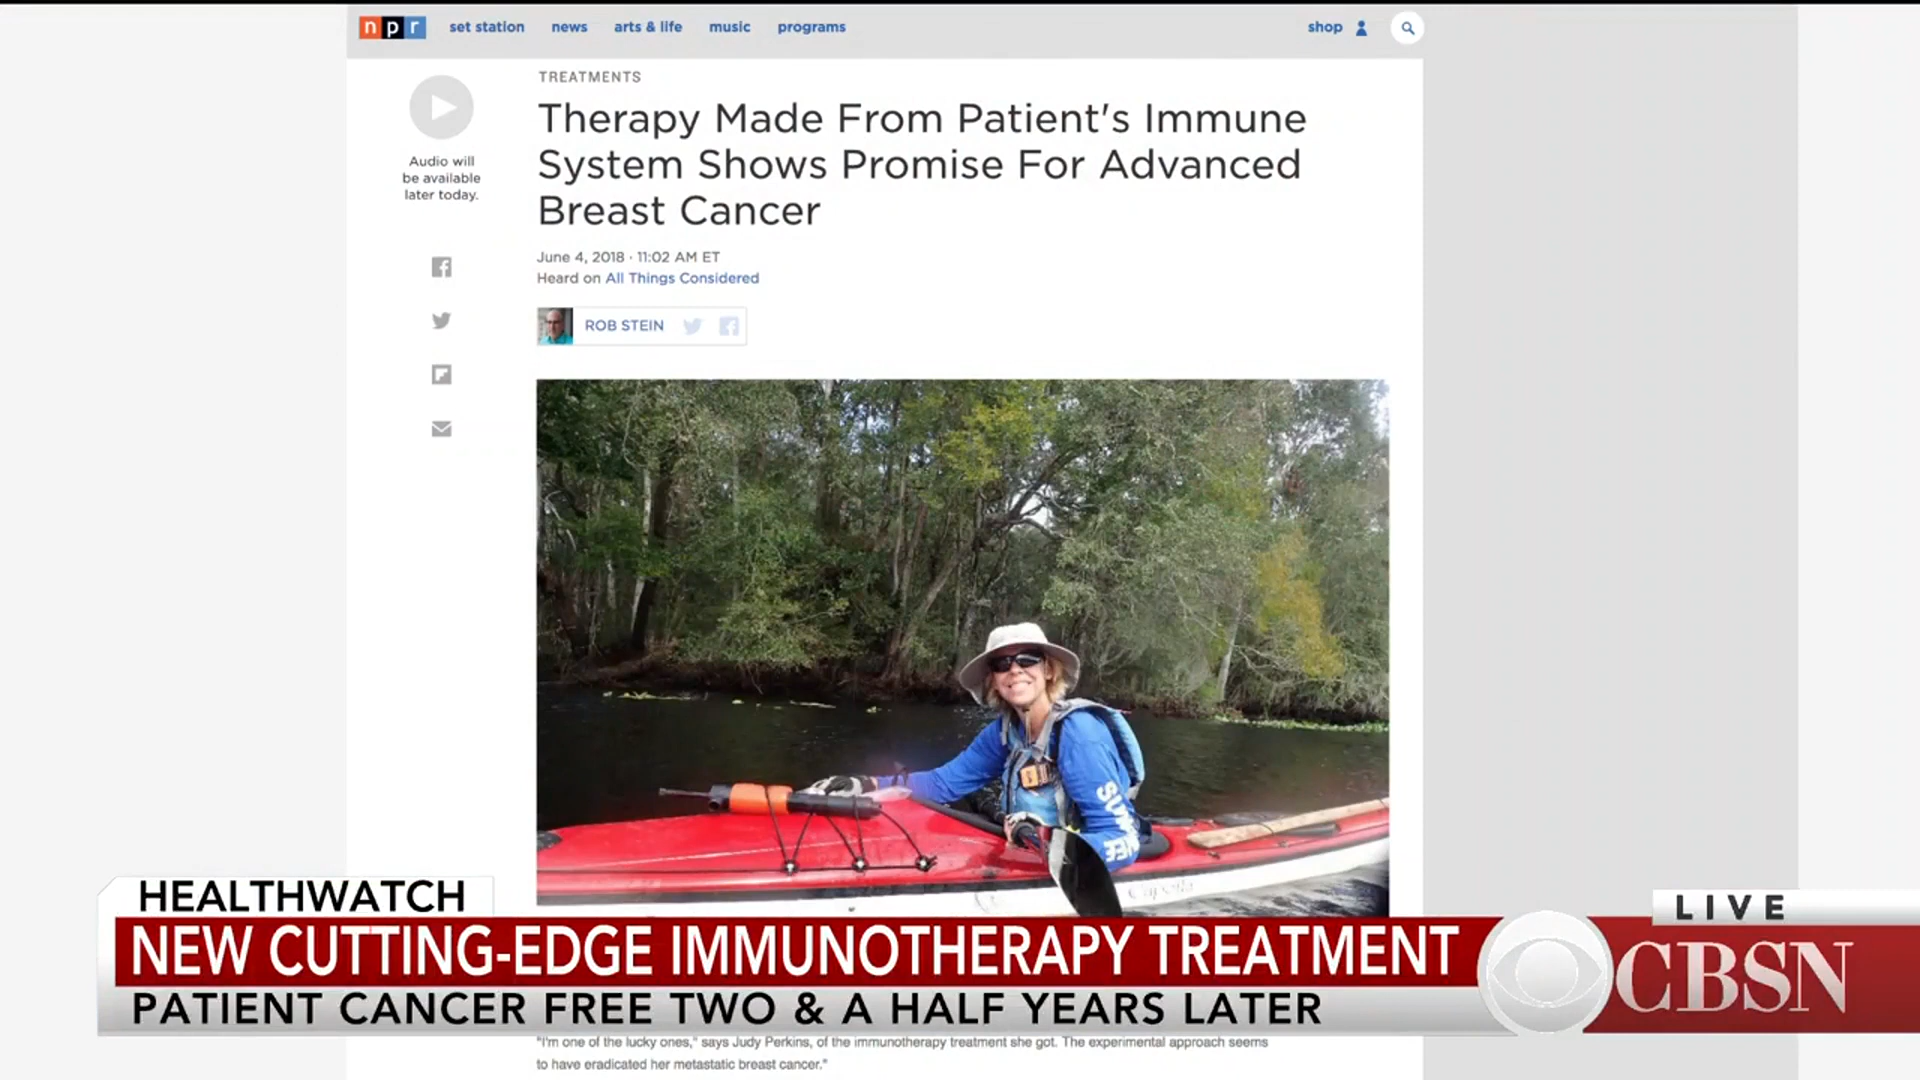 npr set station news arts & life music programs shop
TREATMENTS
Therapy Made From Patient's Immune
System Shows Promise For Advanced
Breast Cancer
Audio will
be available
later today.
June 4, 2018 · 11:02 AM ET
Heard on All Things Considered
ROB STEIN
HEALTHWATCH
NEW CUTTING-EDGE IMMUNOTHERAPY TREATMENT
PATIENT CANCER FREE TWO & A HALF YEARS LATER
LIVE
CBSN
"I'm one of the lucky ones," says Judy Perkins, of the immunotherapy treatment she got. The experimental approach seems
to have eradicated her metastatic breast cancer."